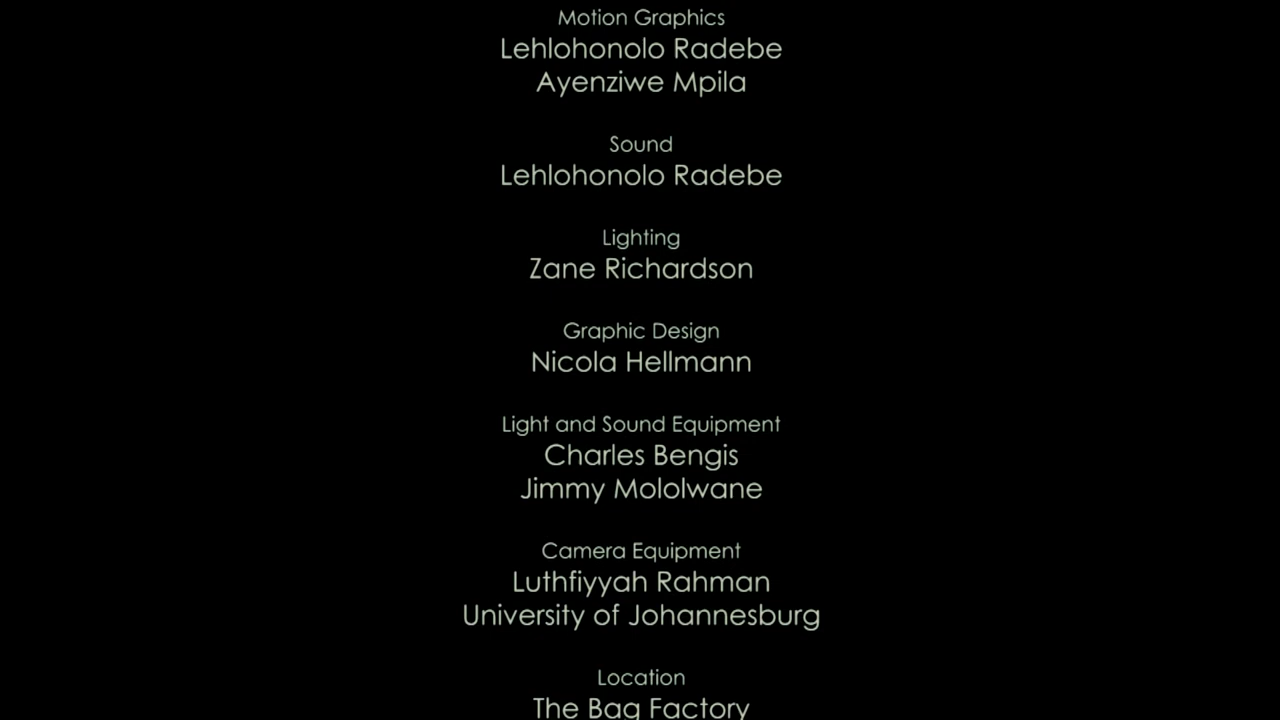 Motion Graphics
Lehlohonolo Radebe
Ayenziwe Mpila
Sound
Lehlohonolo Radebe
Lighting
Zane Richardson
Graphic Design
Nicola Hellmann
Light and Sound Equipment
Charles Bengis
Jimmy Mololwane
Camera Equipment
Luthfiyyah Rahman
University of Johannesburg
Location
The Bag Factory